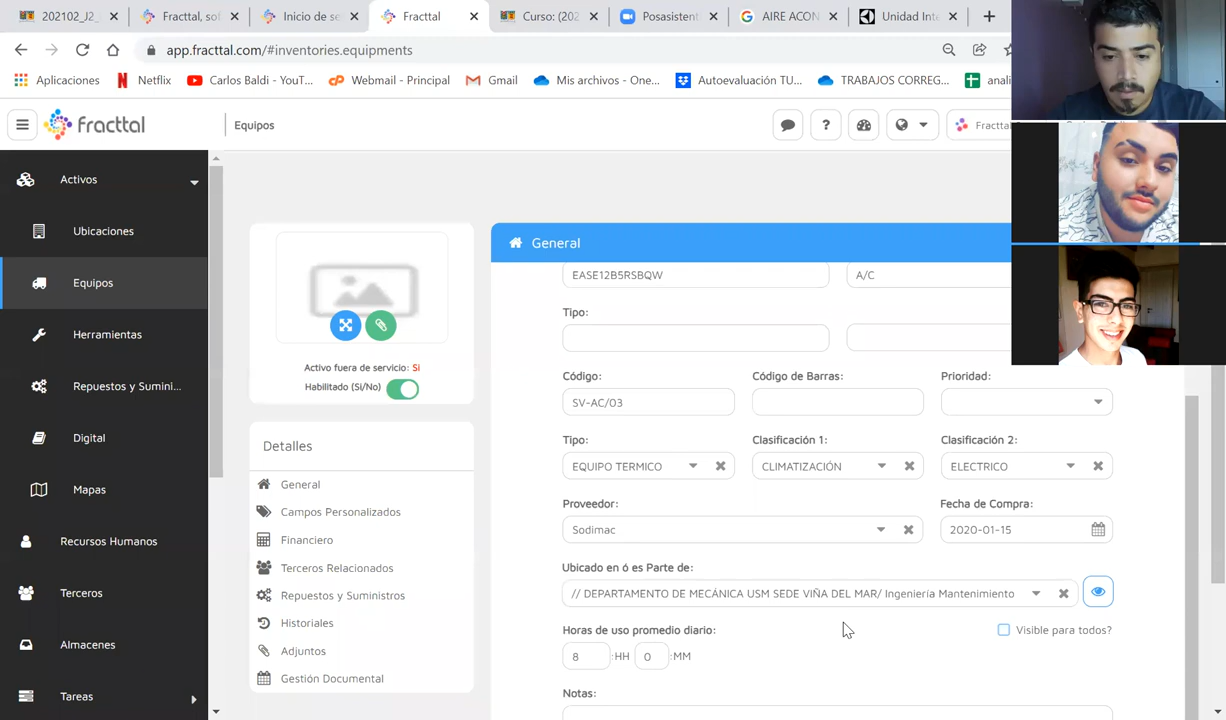 202102_J2_
Fracttal, sol
Inicio de se
Fracttal
Curso: (202
Posasistent
AIRE ACON
Unidad Inte
app.fracttal.com/#inventories.equipments
Aplicaciones
Netflix
Carlos Baldi - YouT...
Webmail - Principal
Gmail
Mis archivos - One...
Autoevaluación TU...
TRABAJOS CORREG...
anali
fracttal
Equipos
?
Fracttal
Activos
Ubicaciones
Equipos
Herramientas
Repuestos y Sumini...
Digital
Mapas
Recursos Humanos
Terceros
Almacenes
Tareas
Activo fuera de servicio: Si
Habilitado (Si/No)
Detalles
General
Campos Personalizados
Financiero
Terceros Relacionados
Repuestos y Suministros
Historiales
Adjuntos
Gestión Documental
General
EASE12B5RSBQW
A/C
Tipo:
Código:
Código de Barras:
Prioridad:
SV-AC/03
Tipo:
Clasificación 1:
Clasificación 2:
EQUIPO TERMICO
CLIMATIZACIÓN
ELECTRICO
Proveedor:
Fecha de Compra:
Sodimac
2020-01-15
Ubicado en ó es Parte de:
// DEPARTAMENTO DE MECÁNICA USM SEDE VIÑA DEL MAR/ Ingeniería Mantenimiento
Horas de uso promedio diario:
Visible para todos?
8 :HH 0 :MM
Notas: